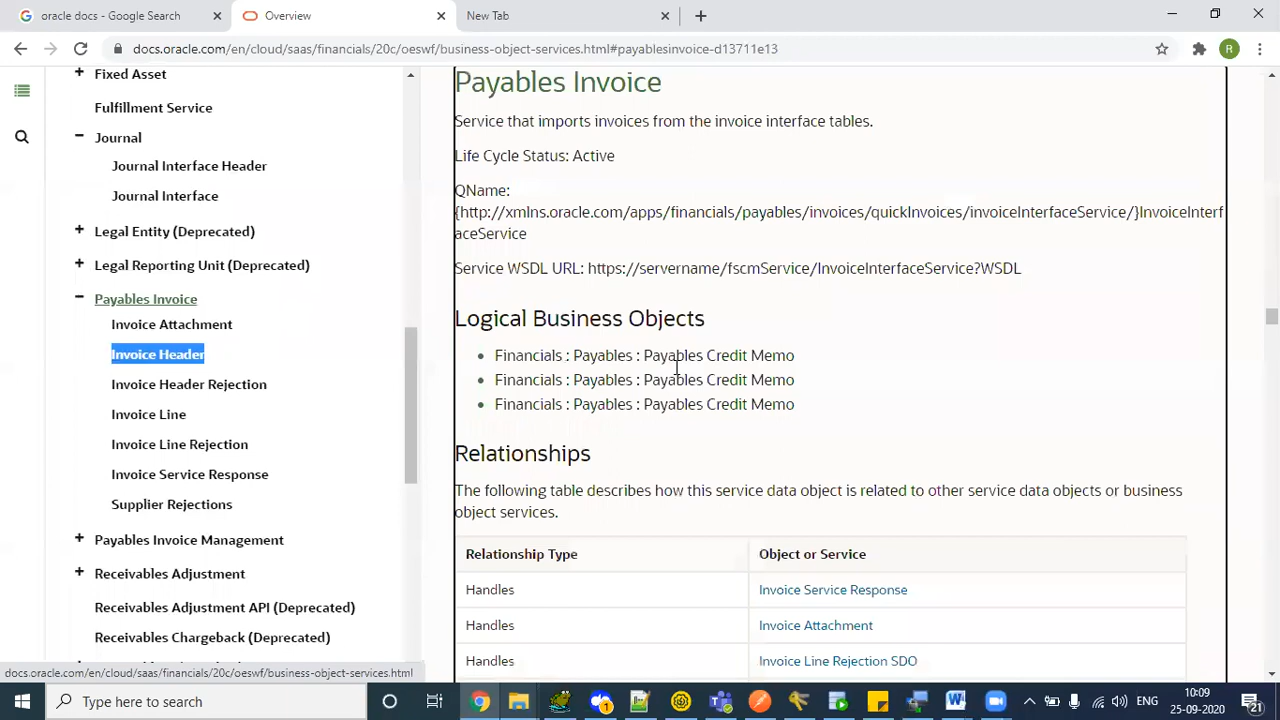 oracle docs - Google Search
Overview
New Tab
docs.oracle.com/en/cloud/saas/financials/20c/oeswf/business-object-services.html#payablesinvoice-d13711e13
R
Fixed Asset
Fulfillment Service
Journal
Journal Interface Header
Journal Interface
Legal Entity (Deprecated)
Legal Reporting Unit (Deprecated)
Payables Invoice
Invoice Attachment
Invoice Header
Invoice Header Rejection
Invoice Line
Invoice Line Rejection
Invoice Service Response
Supplier Rejections
Payables Invoice Management
Receivables Adjustment
Receivables Adjustment API (Deprecated)
Receivables Chargeback (Deprecated)
docs.oracle.com/en/cloud/saas/financials/20c/oeswf/business-object-services.html
Payables Invoice
Service that imports invoices from the invoice interface tables.
Life Cycle Status: Active
QName:
{http://xmlns.oracle.com/apps/financials/payables/invoices/quickInvoices/invoiceInterfaceService/}InvoiceInterf
aceService
Service WSDL URL: https://servername/fscmService/InvoiceInterfaceService?WSDL
Logical Business Objects
• Financials : Payables : Payables Credit Memo
• Financials : Payables : Payables Credit Memo
• Financials : Payables : Payables Credit Memo
Relationships
The following table describes how this service data object is related to other service data objects or business
object services.
Relationship Type Object or Service
Handles Invoice Service Response
Handles Invoice Attachment
Handles Invoice Line Rejection SDO
Type here to search
1
ENG
10:09
25-09-2020
21